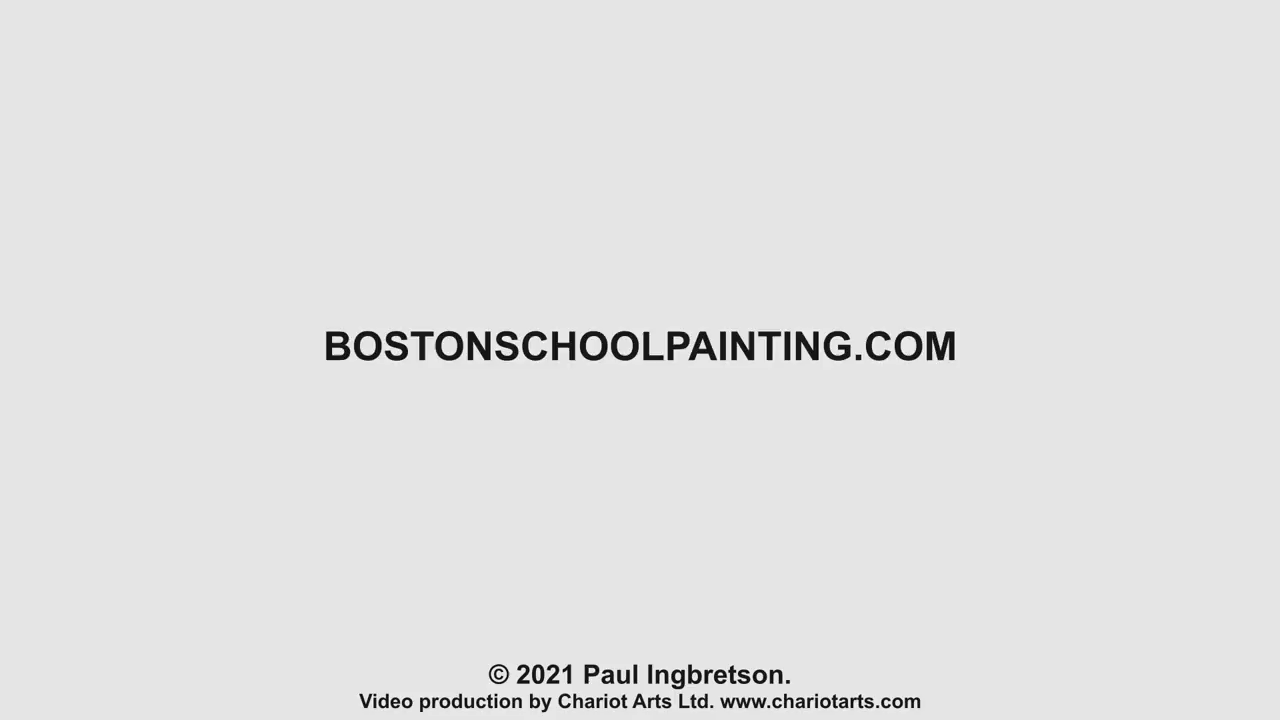 BOSTONSCHOOLPAINTING.COM
© 2021 Paul Ingbretson.
Video production by Chariot Arts Ltd. www.chariotarts.com